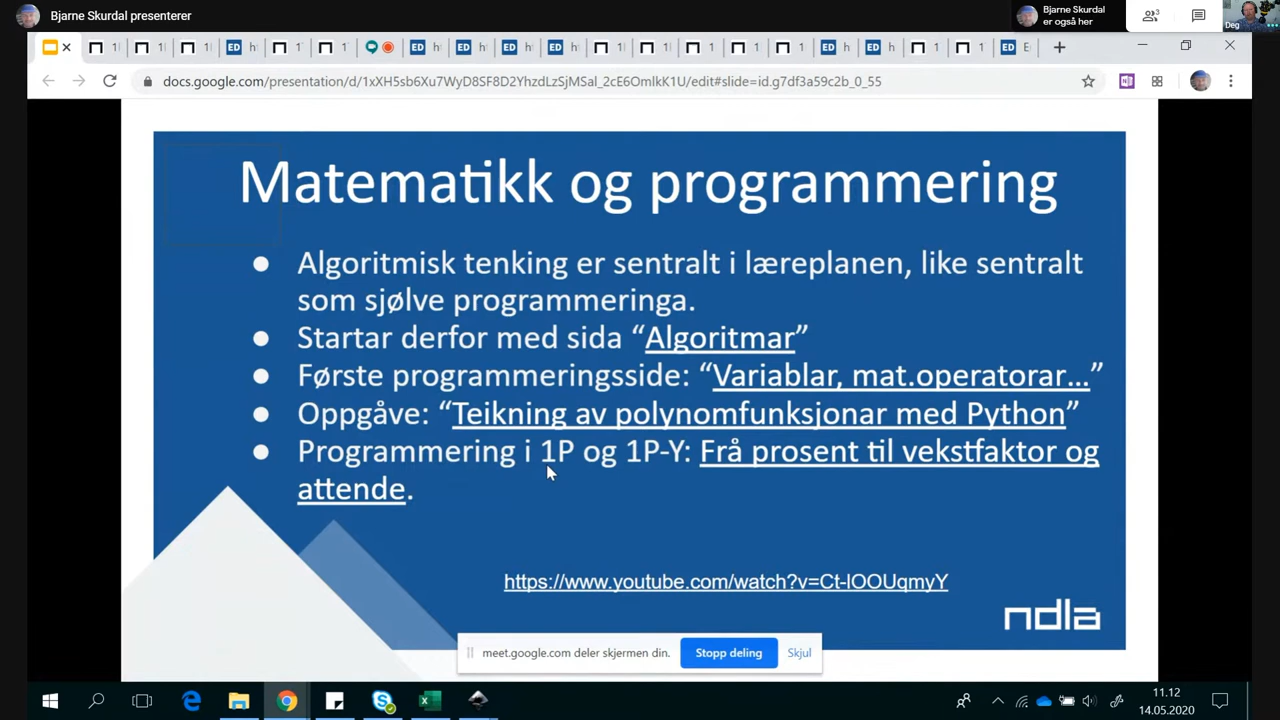 Bjarne Skurdal presenterer
Bjarne Skurdal
er også her
3
Deg
docs.google.com/presentation/d/1xXH5sb6Xu7WyD8SF8D2YhzdLzSjMSal_2cE6OmlkK1U/edit#slide=id.g7df3a59c2b_0_55
Matematikk og programmering
● Algoritmisk tenking er sentralt i læreplanen, like sentralt
som sjølve programmeringa.
● Startar derfor med sida “Algoritmar”
● Første programmeringsside: “Variablar, mat.operatorar…”
● Oppgåve: “Teikning av polynomfunksjonar med Python”
● Programmering i 1P og 1P-Y: Frå prosent til vekstfaktor og
attende.
https://www.youtube.com/watch?v=Ct-lOOUqmyY
ndla
meet.google.com deler skjermen din.
Stopp deling
Skjul
11.12
14.05.2020